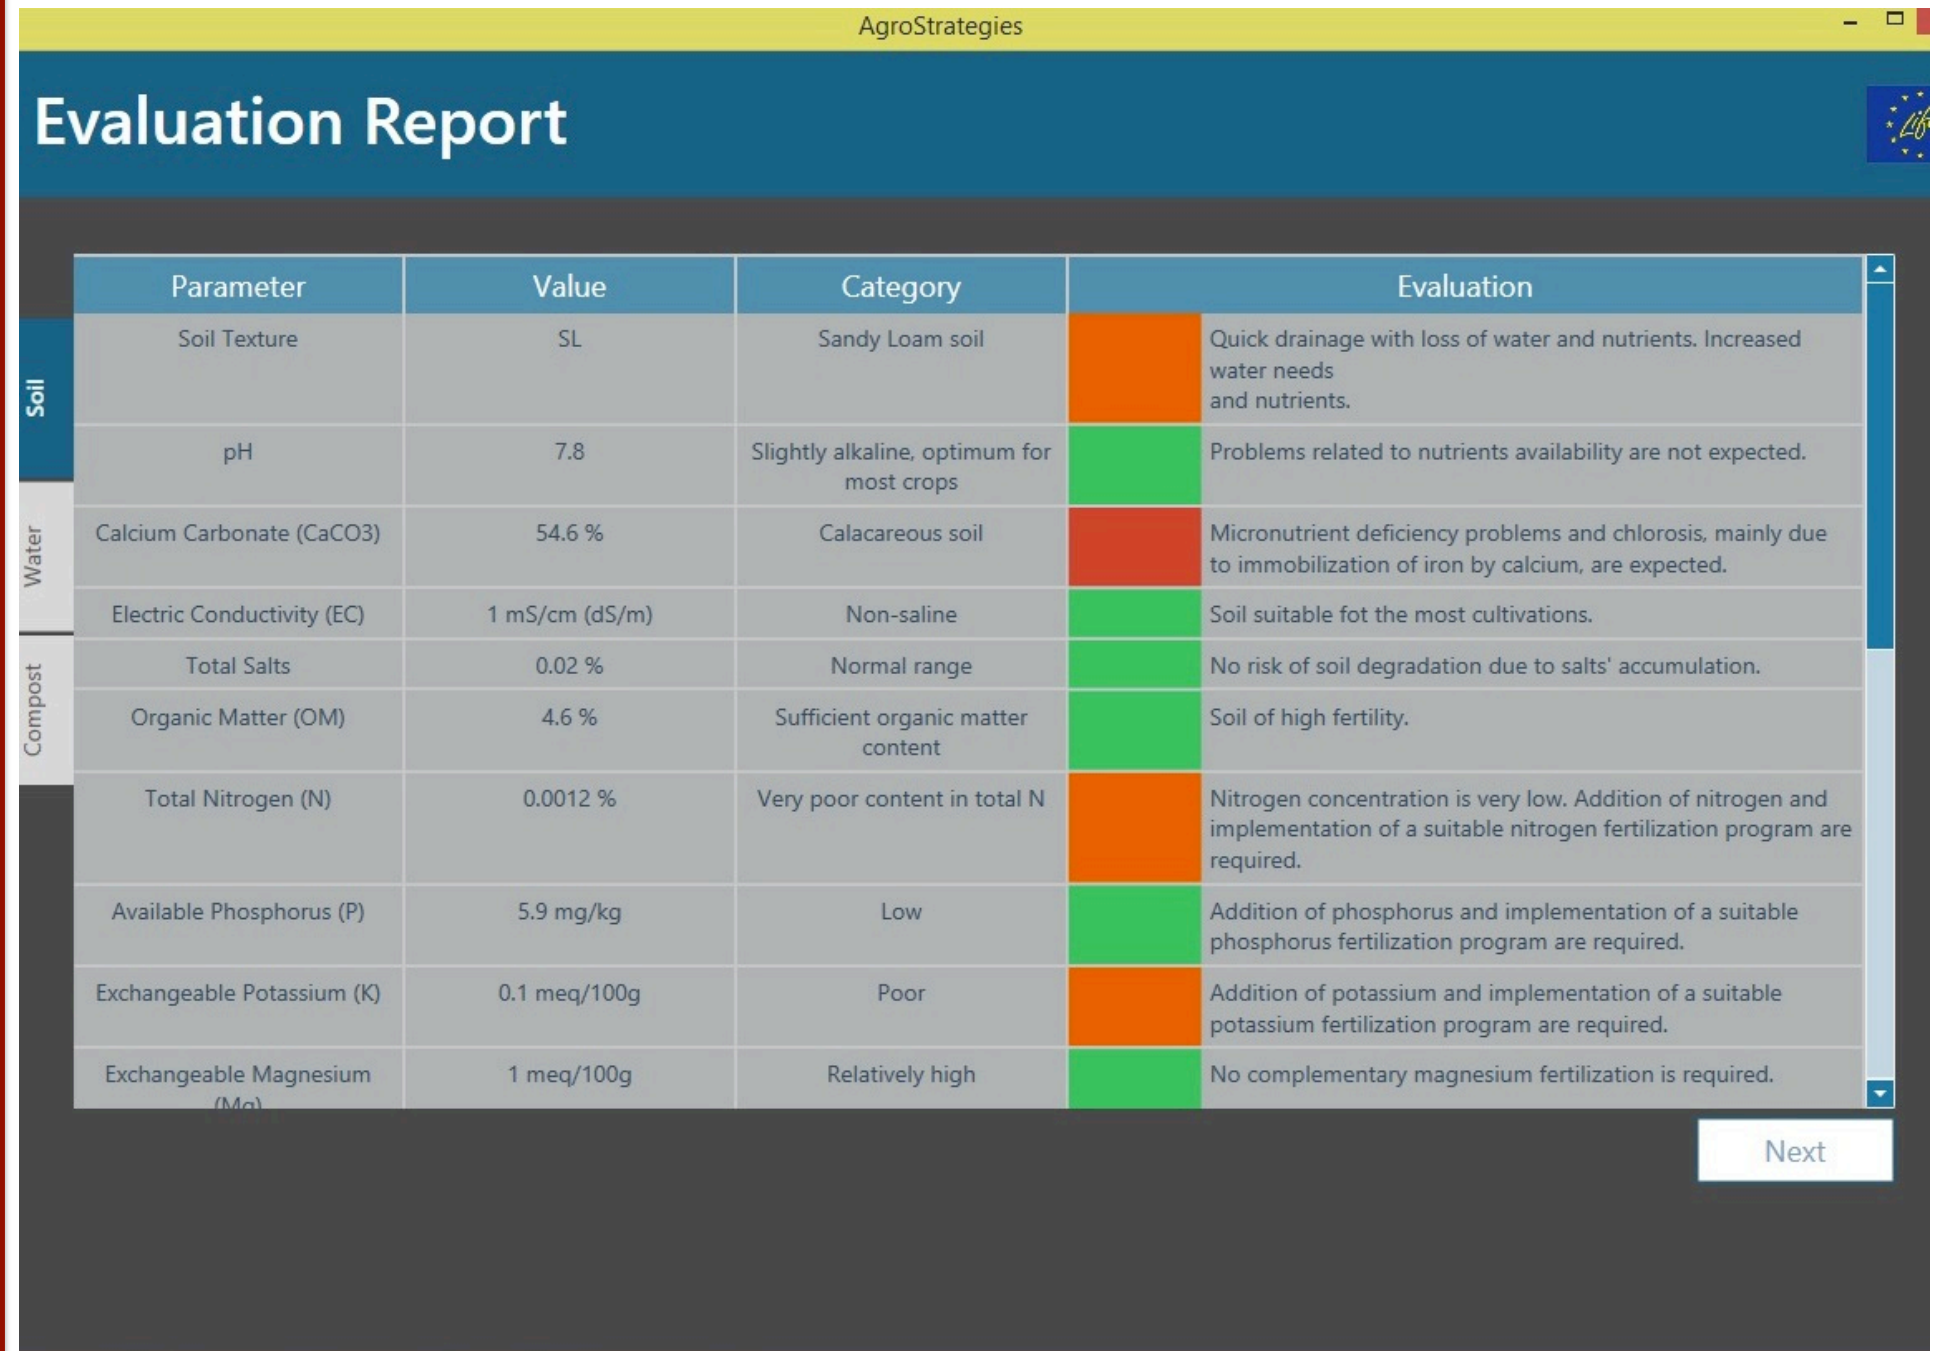 AgroStrategies
Evaluation Report
Parameter Value Category Evaluation
Soil Texture SL Sandy Loam soil Quick drainage with loss of water and nutrients. Increased
water needs
and nutrients.
pH 7.8 Slightly alkaline, optimum for Problems related to nutrients availability are not expected.
most crops
Calcium Carbonate (CaCO3) 54.6 % Calacareous soil Micronutrient deficiency problems and chlorosis, mainly due
to immobilization of iron by calcium, are expected.
Electric Conductivity (EC) 1 mS/cm (dS/m) Non-saline Soil suitable fot the most cultivations.
Total Salts 0.02 % Normal range No risk of soil degradation due to salts' accumulation.
Organic Matter (OM) 4.6 % Sufficient organic matter Soil of high fertility.
content
Total Nitrogen (N) 0.0012 % Very poor content in total N Nitrogen concentration is very low. Addition of nitrogen and
implementation of a suitable nitrogen fertilization program are
required.
Available Phosphorus (P) 5.9 mg/kg Low Addition of phosphorus and implementation of a suitable
phosphorus fertilization program are required.
Exchangeable Potassium (K) 0.1 meq/100g Poor Addition of potassium and implementation of a suitable
potassium fertilization program are required.
Exchangeable Magnesium 1 meq/100g Relatively high No complementary magnesium fertilization is required.
(Mg)
Soil
Water
Compost
Next